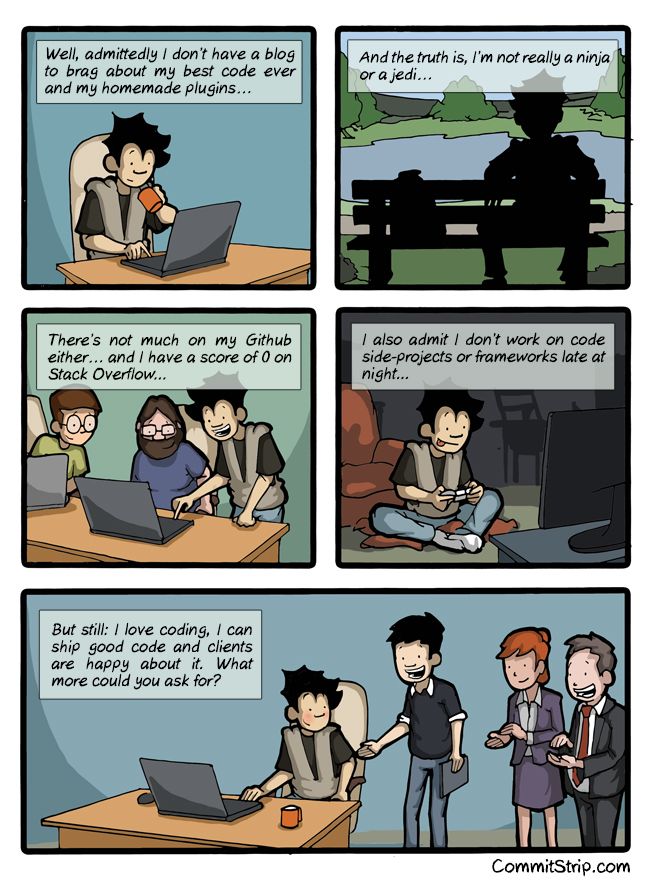 Well, admittedly I don't have a blog
to brag about my best code ever
and my homemade plugins...
And the truth is, I'm not really a ninja
or a jedi...
There's not much on my Github
either... and I have a score of 0 on
Stack Overflow...
I also admit I don't work on code
side-projects or frameworks late at
night...
But still: I love coding, I can
ship good code and clients
are happy about it. What
more could you ask for?
CommitStrip.com